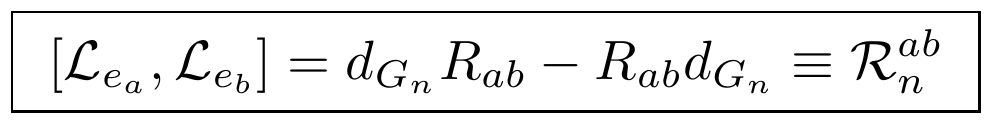 $[\mathcal{L}_{e_a}, \mathcal{L}_{e_b}] = d_{G_n} R_{ab} - R_{ab} d_{G_n} \equiv \mathcal{R}_n^{ab}$